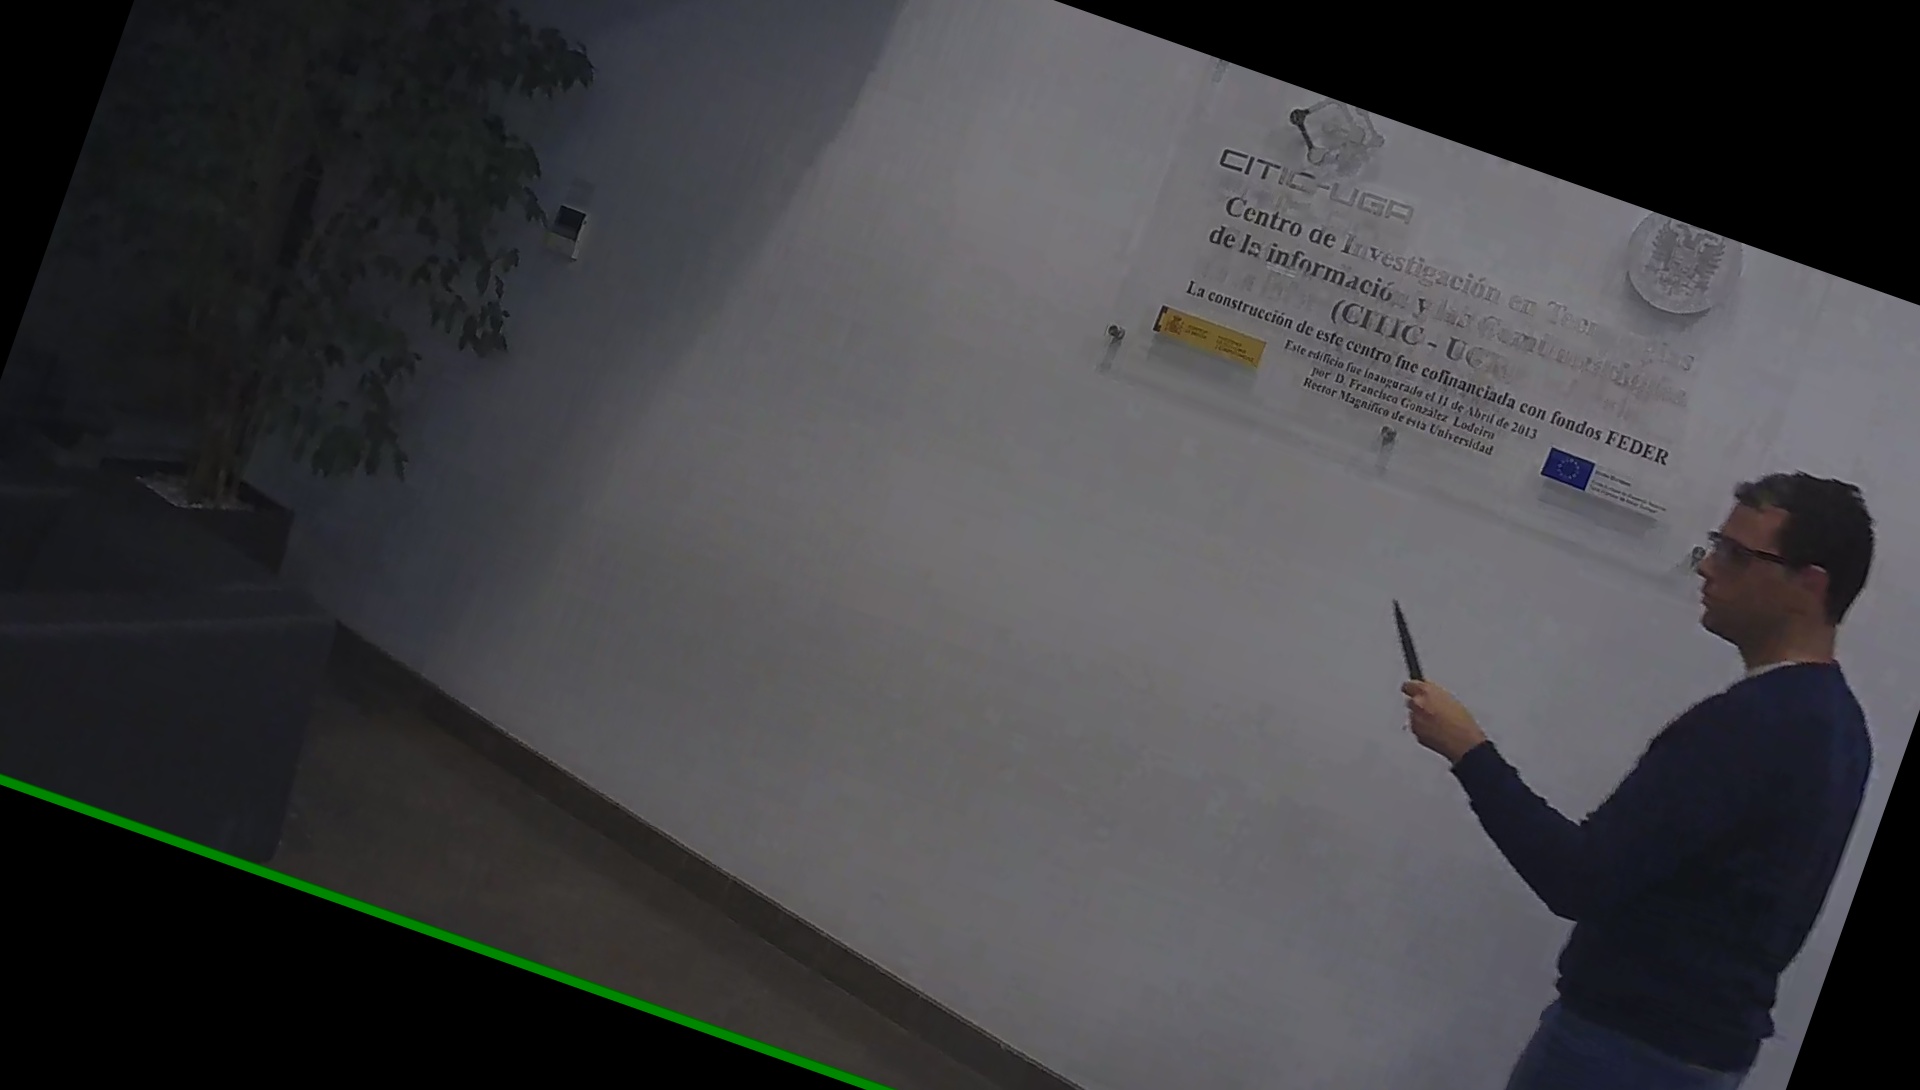 CITIC-UGR
Centro de Investigación en Tecnologías
de la información y las Comunicaciones
(CITIC - UGR)
La construcción de este centro fue cofinanciada con fondos FEDER
Este edificio fue inaugurado el 11 de Abril de 2013
por D. Francisco González Lodeiro
Rector Magnífico de esta Universidad